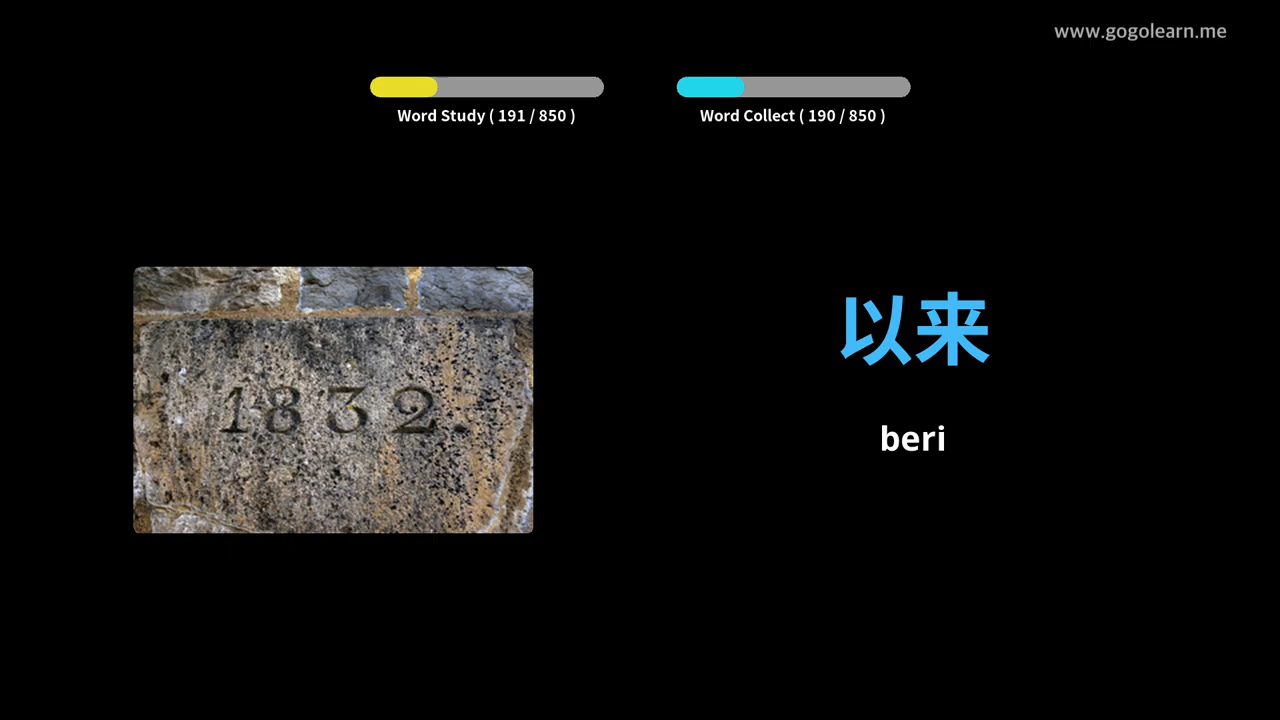 www.gogolearn.me
Word Study ( 191 / 850 )
Word Collect ( 190 / 850 )
1832.
以来
beri